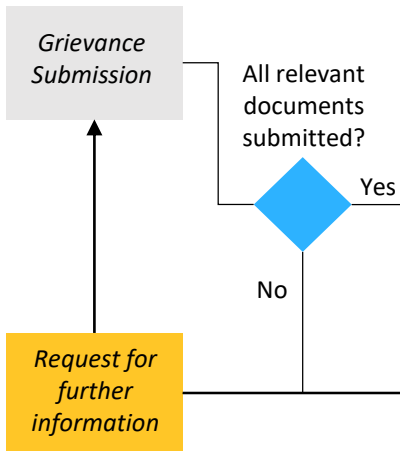 Grievance
Submission
All relevant
documents
submitted?
Yes
No
Request for
further
information